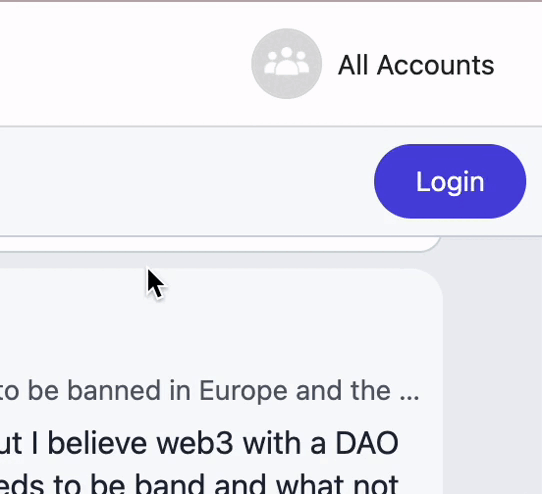 All Accounts
Login
to be banned in Europe and the ...
ut I believe web3 with a DAO
eds to be band and what not